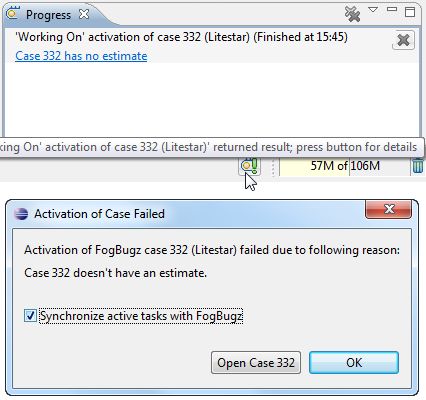 Progress
'Working On' activation of case 332 (Litestar) (Finished at 15:45)
Case 332 has no estimate
king On' activation of case 332 (Litestar)' returned result; press button for details
57M of 106M
Activation of Case Failed
Activation of FogBugz case 332 (Litestar) failed due to following reason:
Case 332 doesn't have an estimate.
Synchronize active tasks with FogBugz
Open Case 332
OK